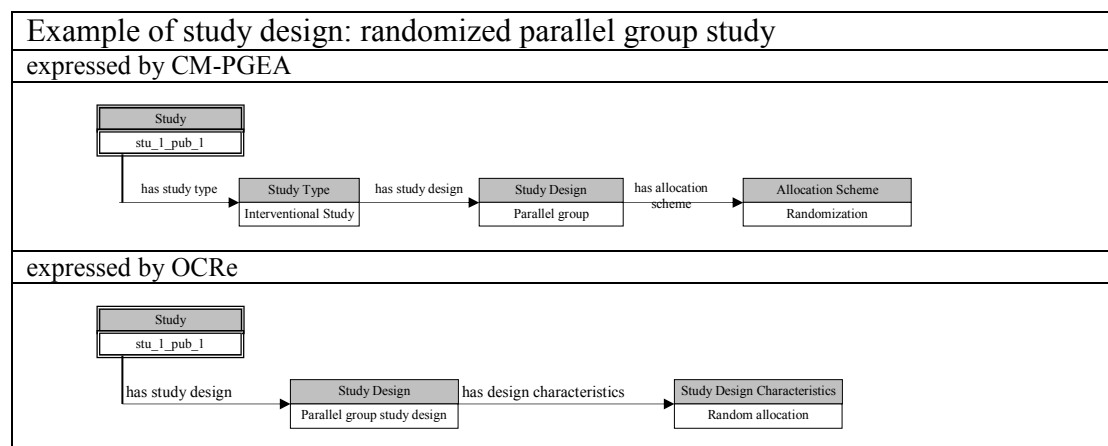 Example of study design: randomized parallel group study
expressed by CM-PGEA
Study
stu_1_pub_1
has study type
Study Type
Interventional Study
has study design
Study Design
Parallel group
has allocation
scheme
Allocation Scheme
Randomization
expressed by OCRe
Study
stu_1_pub_1
has study design
Study Design
Parallel group study design
has design characteristics
Study Design Characteristics
Random allocation